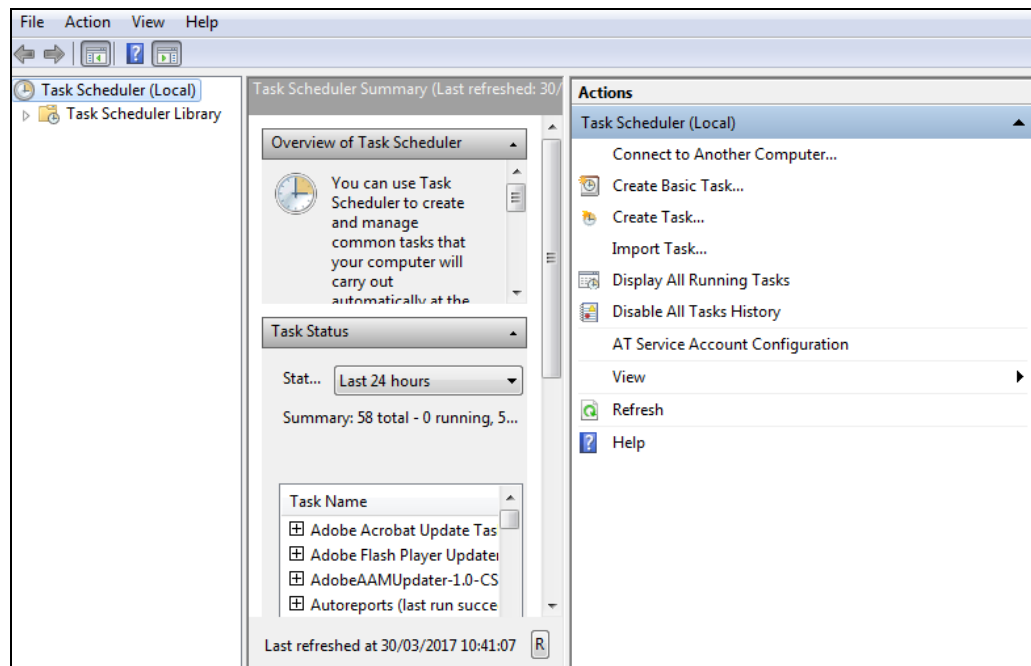 File Action View Help
Task Scheduler (Local)
Task Scheduler Library
Task Scheduler Summary (Last refreshed: 30/
Overview of Task Scheduler
You can use Task
Scheduler to create
and manage
common tasks that
your computer will
carry out
automatically at the
Task Status
Stat... Last 24 hours
Summary: 58 total - 0 running, 5...
Task Name
Adobe Acrobat Update Tas
Adobe Flash Player Updater
AdobeAAMUpdater-1.0-CS
Autoreports (last run succe
Last refreshed at 30/03/2017 10:41:07 R
Actions
Task Scheduler (Local)
Connect to Another Computer...
Create Basic Task...
Create Task...
Import Task...
Display All Running Tasks
Disable All Tasks History
AT Service Account Configuration
View
Refresh
Help